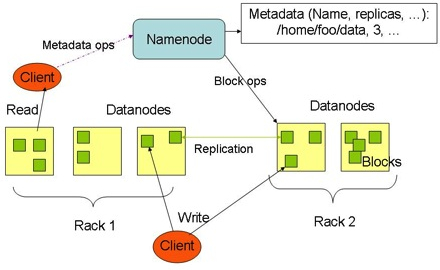 Metadata (Name, replicas, …):
/home/foo/data, 3, …
Namenode
Metadata ops
Client
Block ops
Read
Datanodes
Datanodes
Replication
Blocks
Rack 1
Write
Rack 2
Client